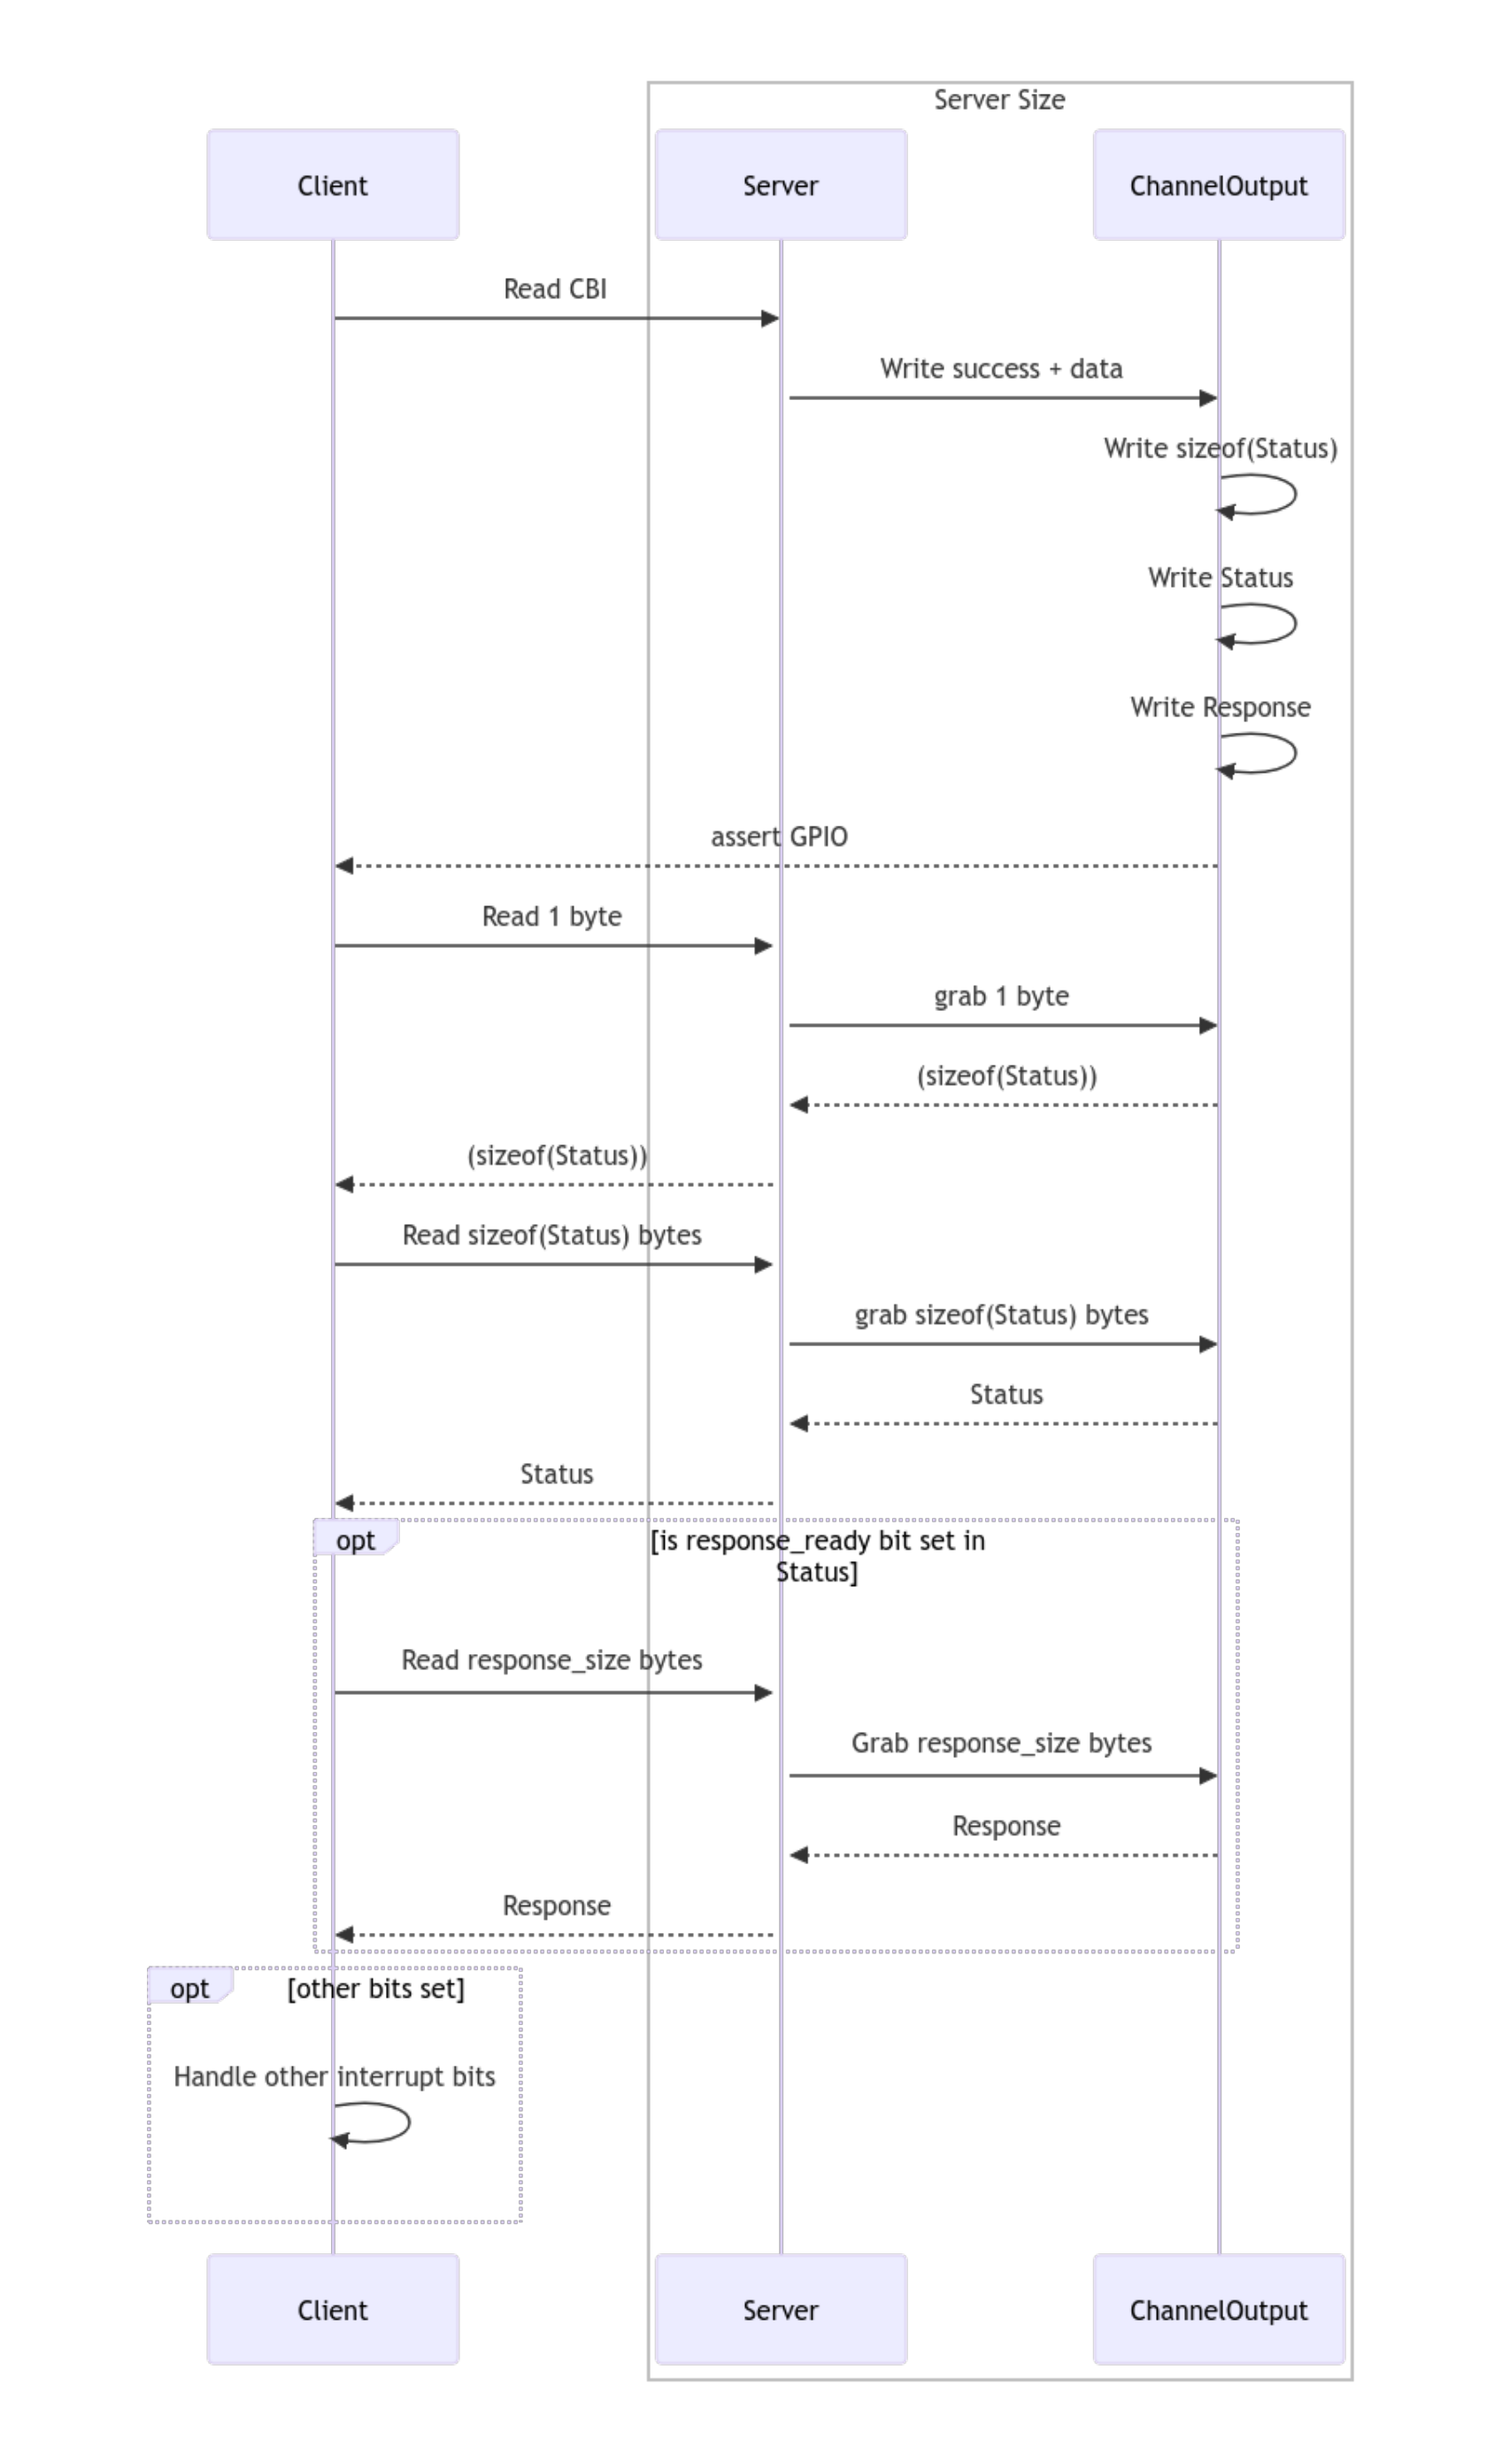 Server Size
Client
Server
ChannelOutput
Read CBI
Write success + data
Write sizeof(Status)
Write Status
Write Response
assert GPIO
Read 1 byte
grab 1 byte
(sizeof(Status))
(sizeof(Status))
Read sizeof(Status) bytes
grab sizeof(Status) bytes
Status
Status
opt
[is response_ready bit set in
Status]
Read response_size bytes
Grab response_size bytes
Response
Response
opt
[other bits set]
Handle other interrupt bits
Client
Server
ChannelOutput